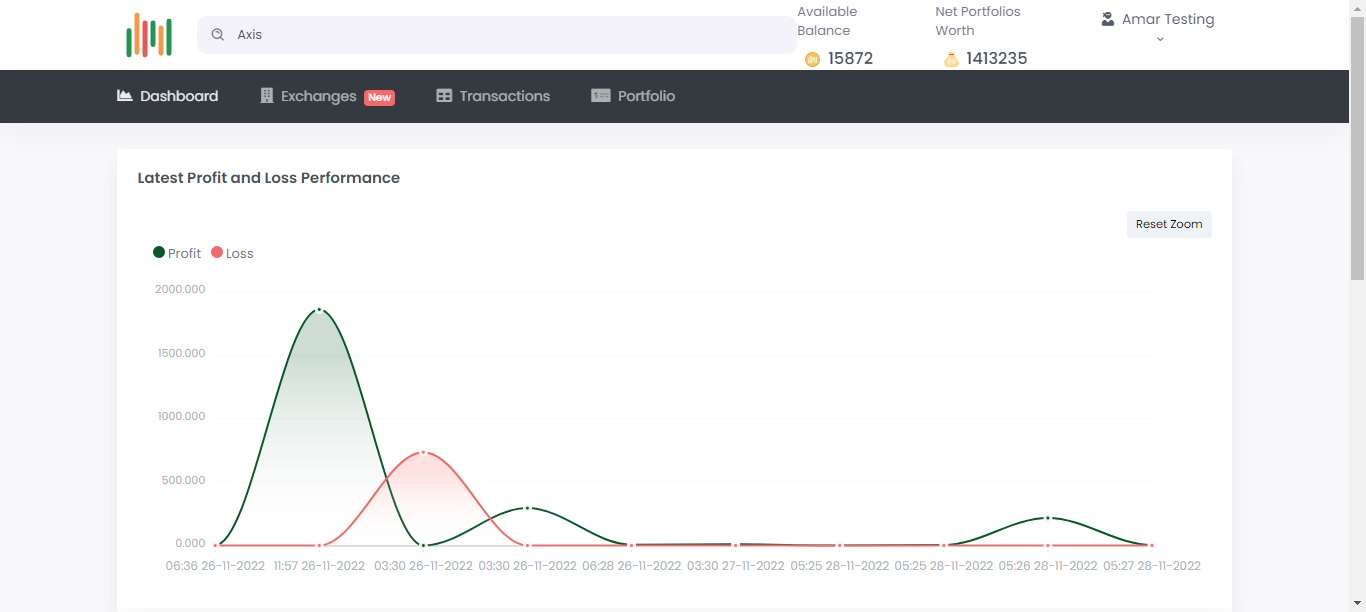 Axis
Available
Balance
15872
Net Portfolios
Worth
1413235
Amar Testing
Dashboard
Exchanges New
Transactions
Portfolio
Latest Profit and Loss Performance
Reset Zoom
Profit Loss
2000.000
1500.000
1000.000
500.000
0.000
06:36 26-11-2022 11:57 26-11-2022 03:30 26-11-2022 03:30 26-11-2022 06:28 26-11-2022 03:30 27-11-2022 05:25 28-11-2022 05:25 28-11-2022 05:26 28-11-2022 05:27 28-11-2022